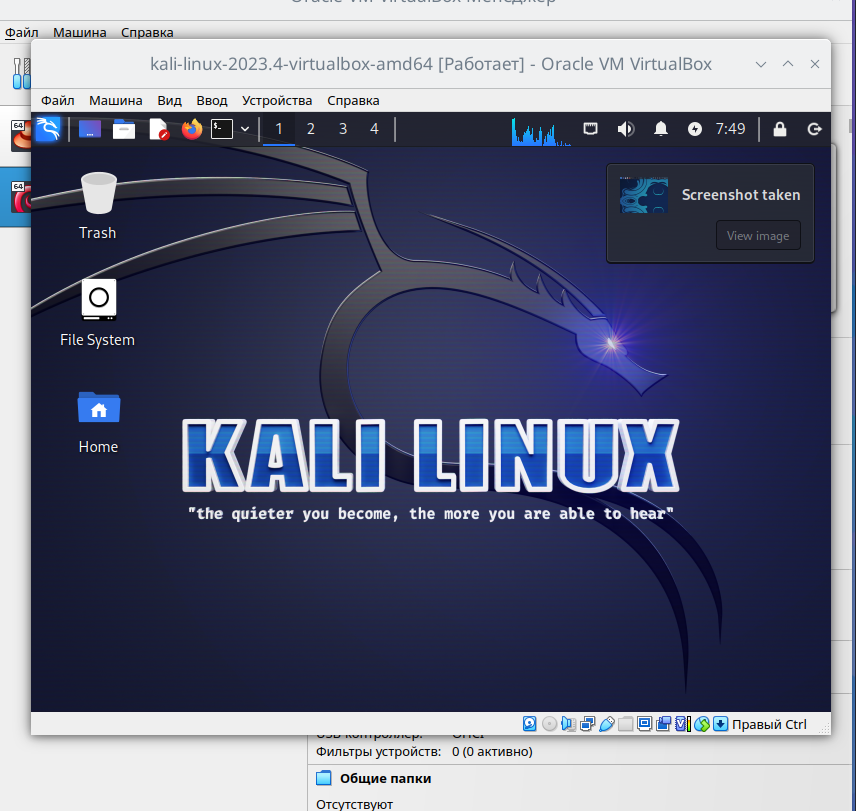 Oracle VM VirtualBox Менеджер
Файл Машина Справка
kali-linux-2023.4-virtualbox-amd64 [Работает] - Oracle VM VirtualBox
Файл Машина Вид Ввод Устройства Справка
64
64
$_
1 2 3 4
7:49
Screenshot taken
View image
Trash
File System
Home
KALI LINUX
"the quieter you become, the more you are able to hear"
V
Правый Ctrl
USB контроллер: OHCI
Фильтры устройств: 0 (0 активно)
Общие папки
Отсутствуют